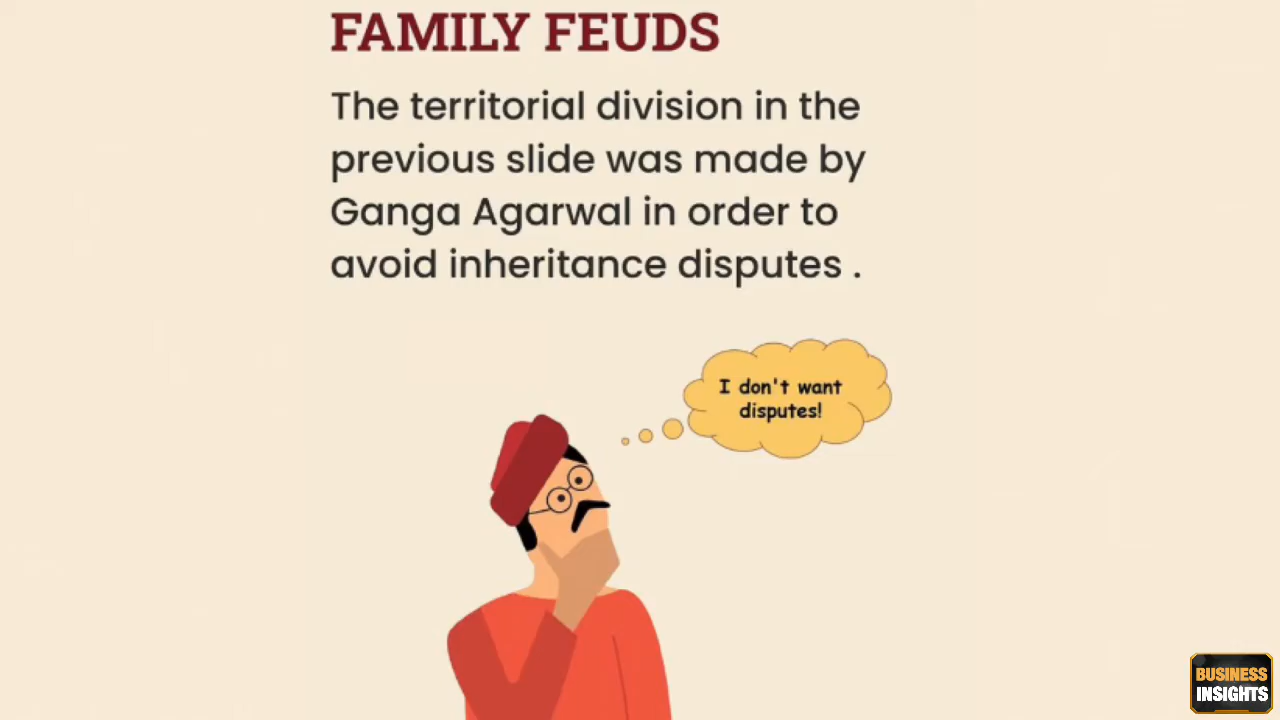 FAMILY FEUDS
The territorial division in the
previous slide was made by
Ganga Agarwal in order to
avoid inheritance disputes .
I don't want
disputes!
BUSINESS
INSIGHTS